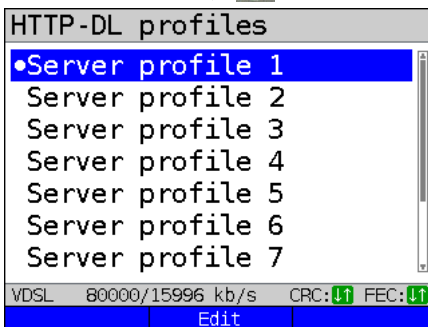 HTTP-DL profiles
•Server profile 1
Server profile 2
Server profile 3
Server profile 4
Server profile 5
Server profile 6
Server profile 7
VDSL 80000/15996 kb/s CRC:↓↑ FEC:↓↑
Edit